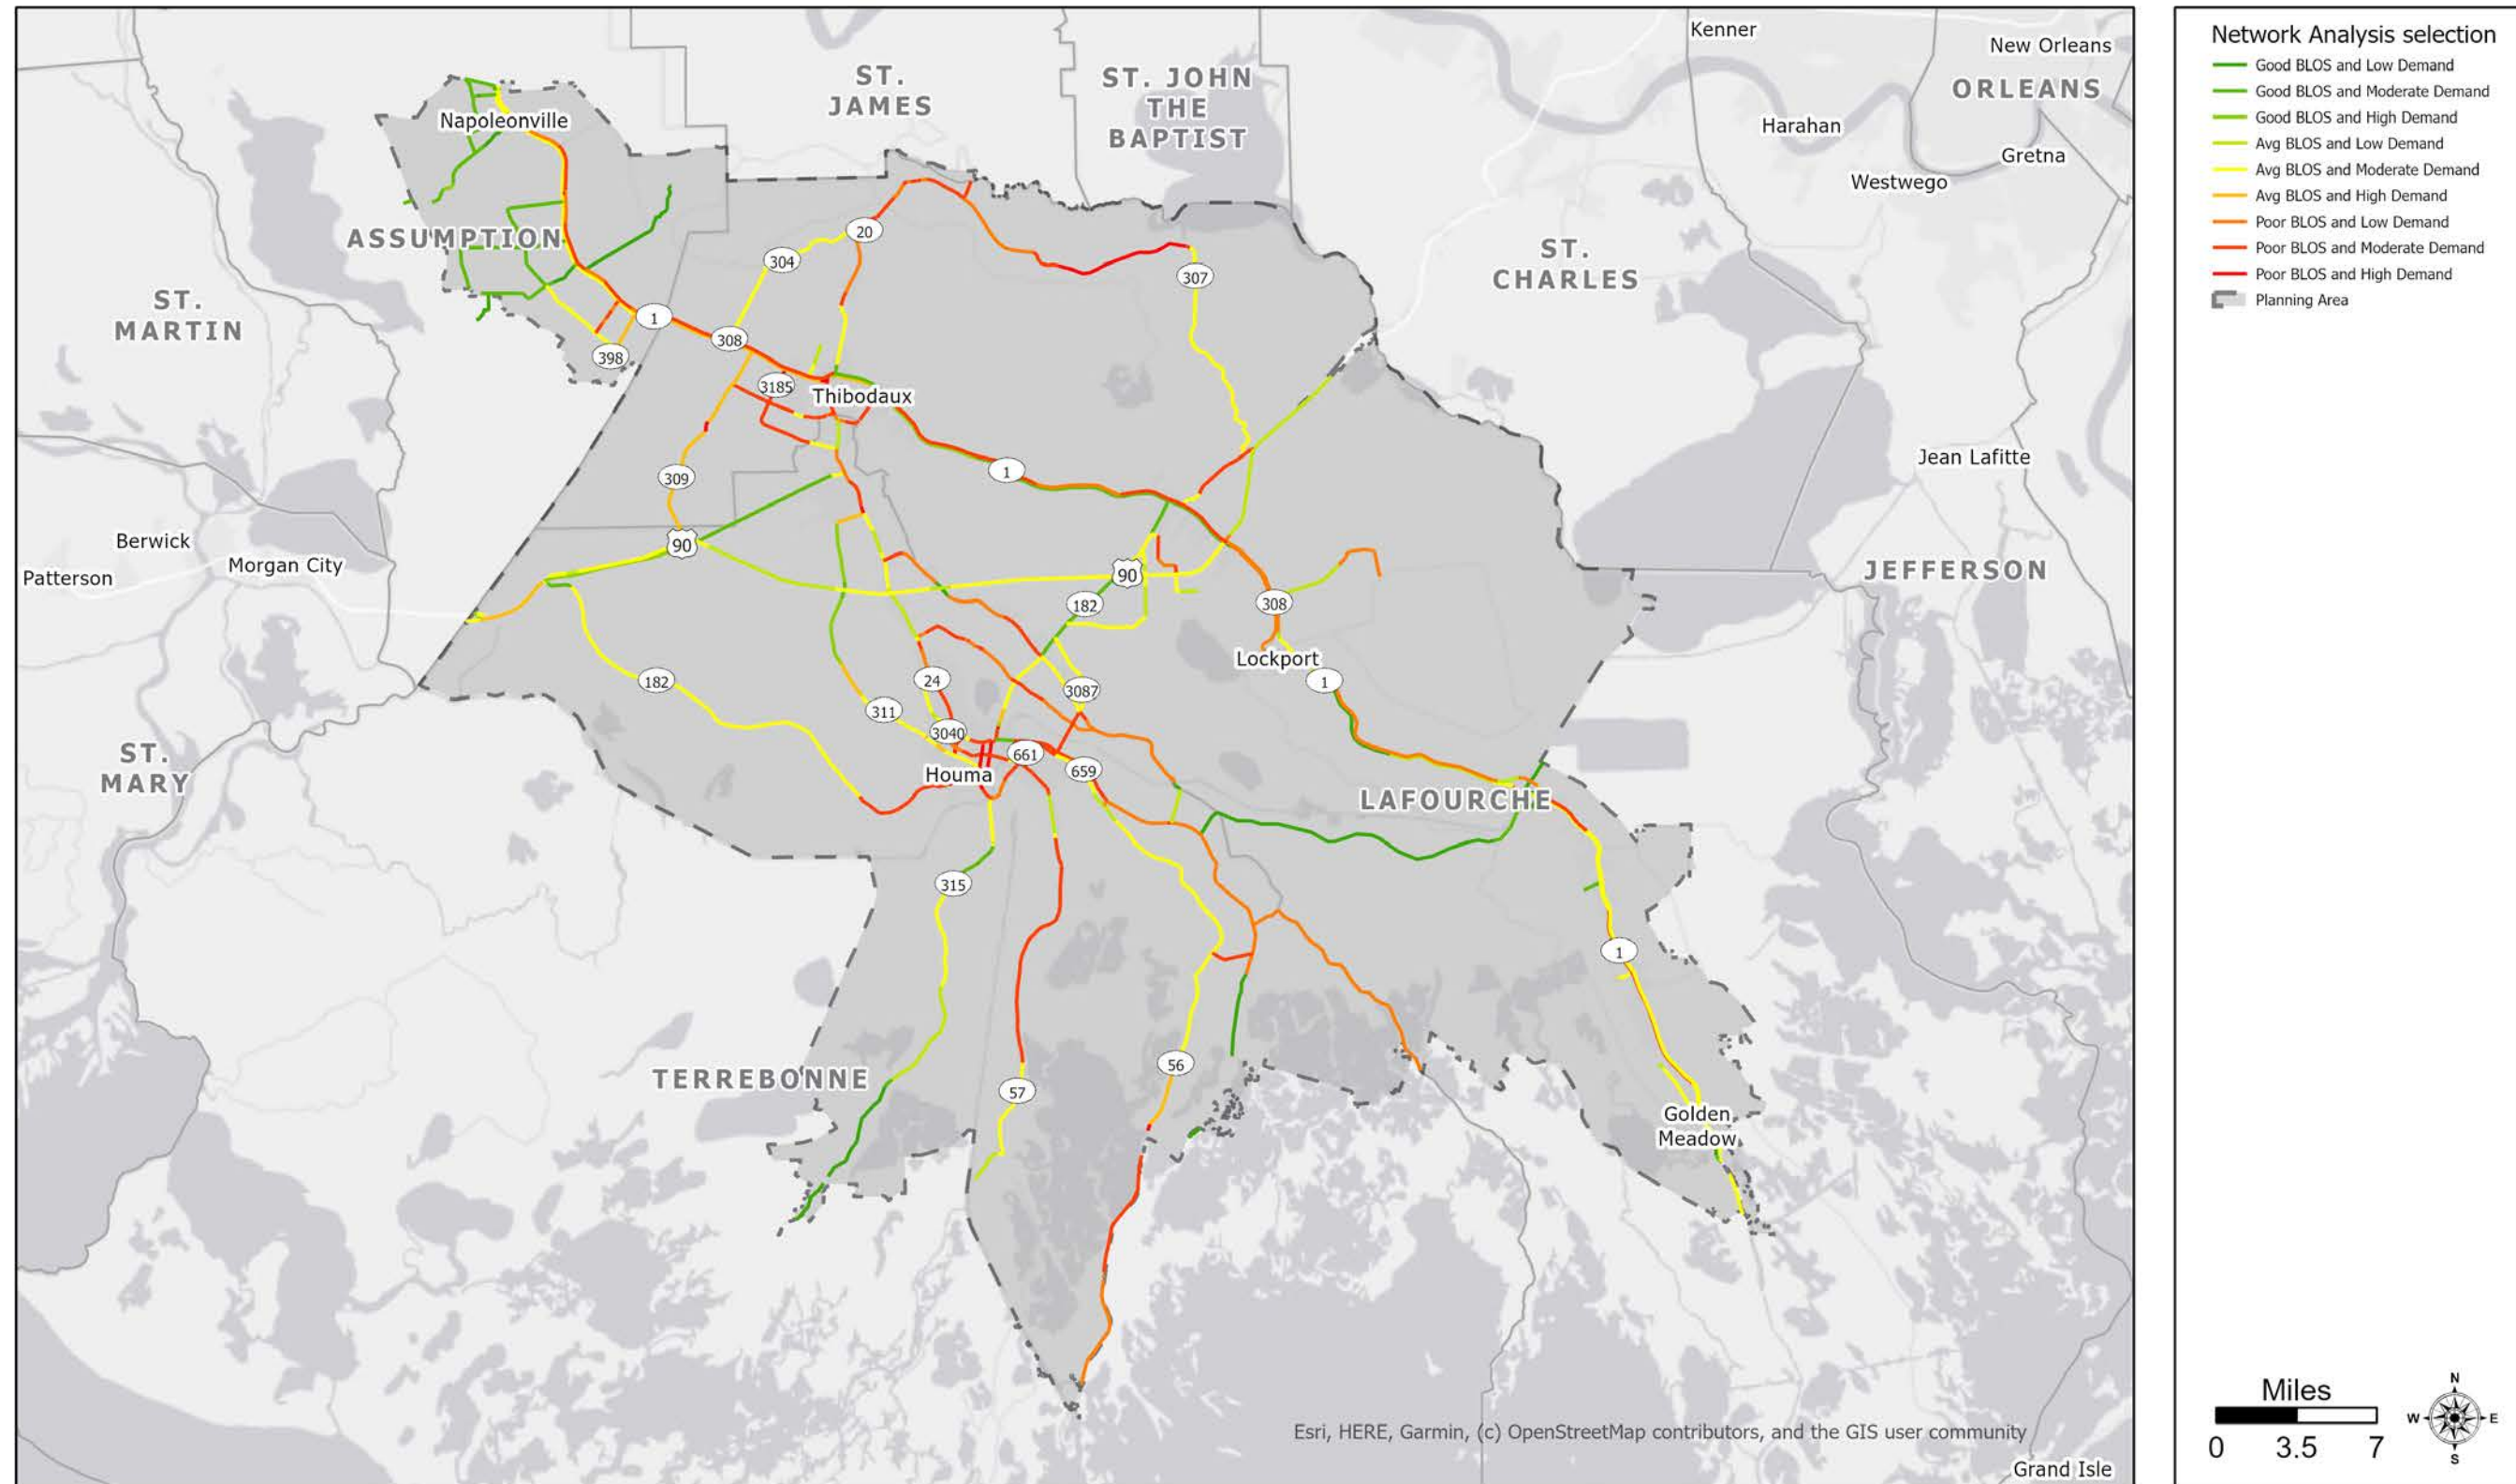 Kenner
New Orleans
ST.
JAMES
ST. JOHN
THE
BAPTIST
ORLEANS
Napoleonville
Harahan
Gretna
Westwego
ASSUMPTION
20
304
307
ST.
CHARLES
ST.
MARTIN
1
308
398
3185
Thibodaux
309
1
Jean Lafitte
Berwick
90
Morgan City
Patterson
90
JEFFERSON
182
308
Lockport
182
24
3087
1
311
3040
661
659
Houma
ST.
MARY
LAFOURCHE
315
1
56
TERREBONNE
57
Golden
Meadow
Esri, HERE, Garmin, (c) OpenStreetMap contributors, and the GIS user community
Grand Isle
Network Analysis selection
Good BLOS and Low Demand
Good BLOS and Moderate Demand
Good BLOS and High Demand
Avg BLOS and Low Demand
Avg BLOS and Moderate Demand
Avg BLOS and High Demand
Poor BLOS and Low Demand
Poor BLOS and Moderate Demand
Poor BLOS and High Demand
Planning Area
Miles
0 3.5 7
N
W E
S